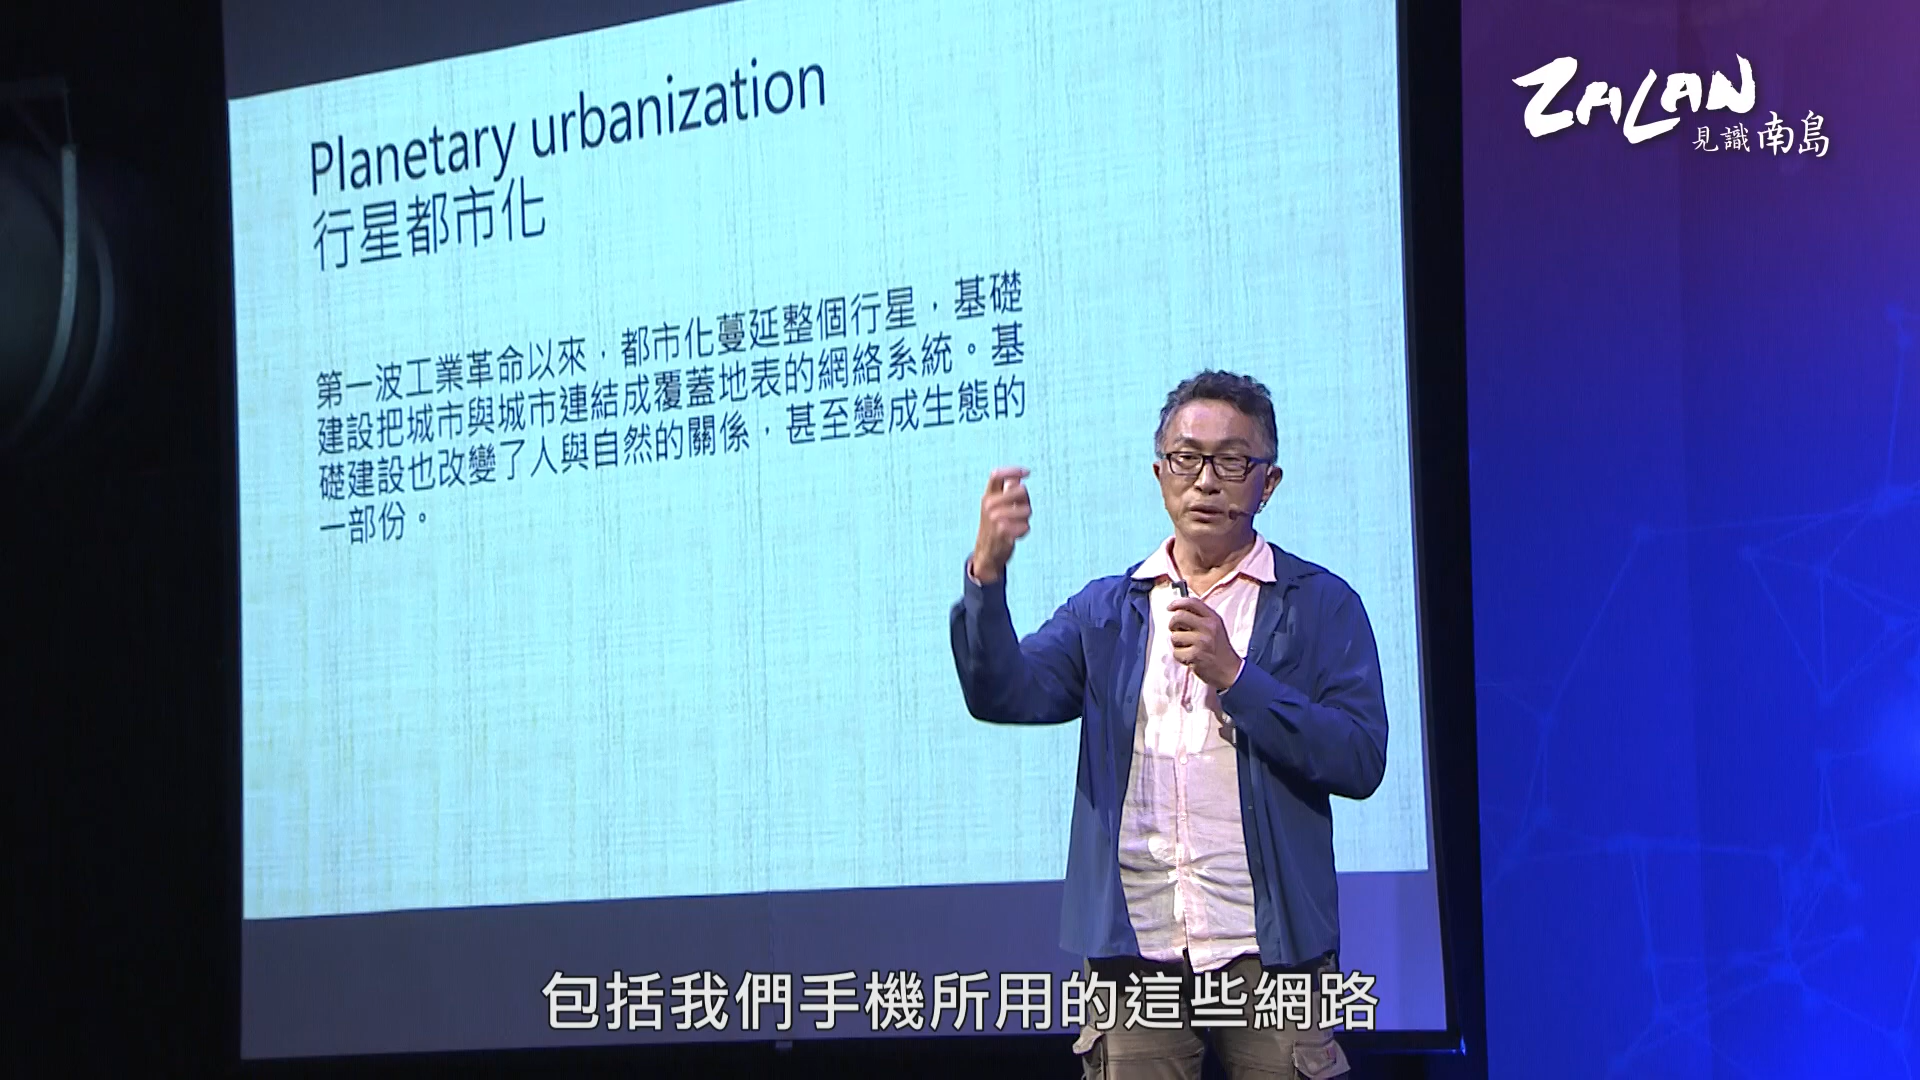 Planetary urbanization
行星都市化
第一波工業革命以來，都市化蔓延整個行星，基礎
建設把城市與城市連結成覆蓋地表的網絡系統。基
礎建設也改變了人與自然的關係，甚至變成生態的
一部份。
ZALAN
見識南島
包括我們手機所用的這些網路